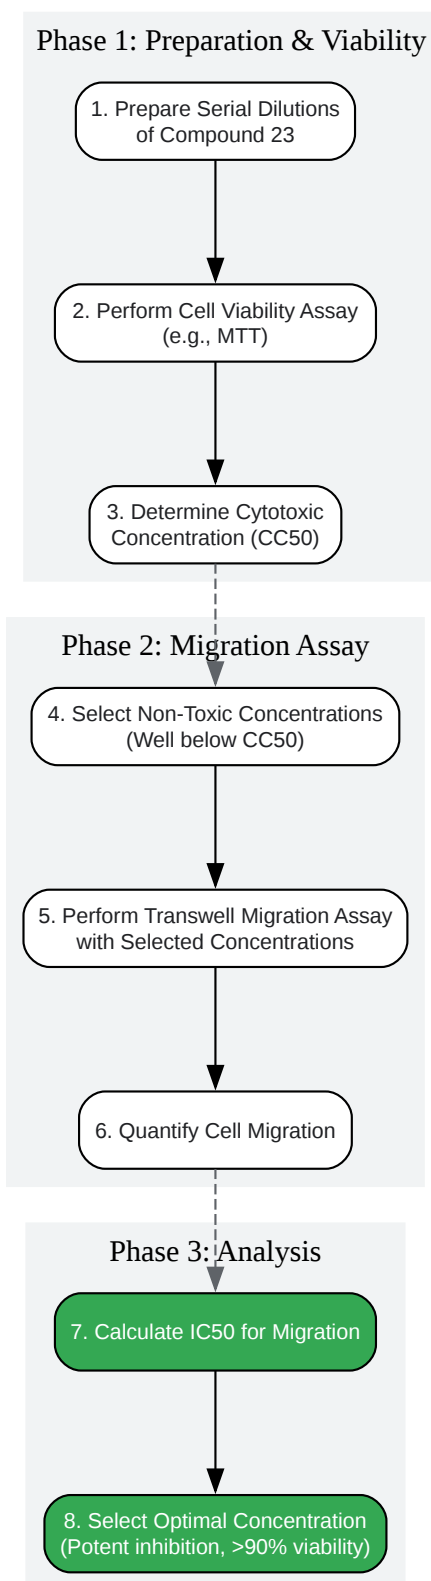 Phase 1: Preparation & Viability
1. Prepare Serial Dilutions
of Compound 23
2. Perform Cell Viability Assay
(e.g., MTT)
3. Determine Cytotoxic
Concentration (CC50)
Phase 2: Migration Assay
4. Select Non-Toxic Concentrations
(Well below CC50)
5. Perform Transwell Migration Assay
with Selected Concentrations
6. Quantify Cell Migration
Phase 3: Analysis
7. Calculate IC50 for Migration
8. Select Optimal Concentration
(Potent inhibition, >90% viability)